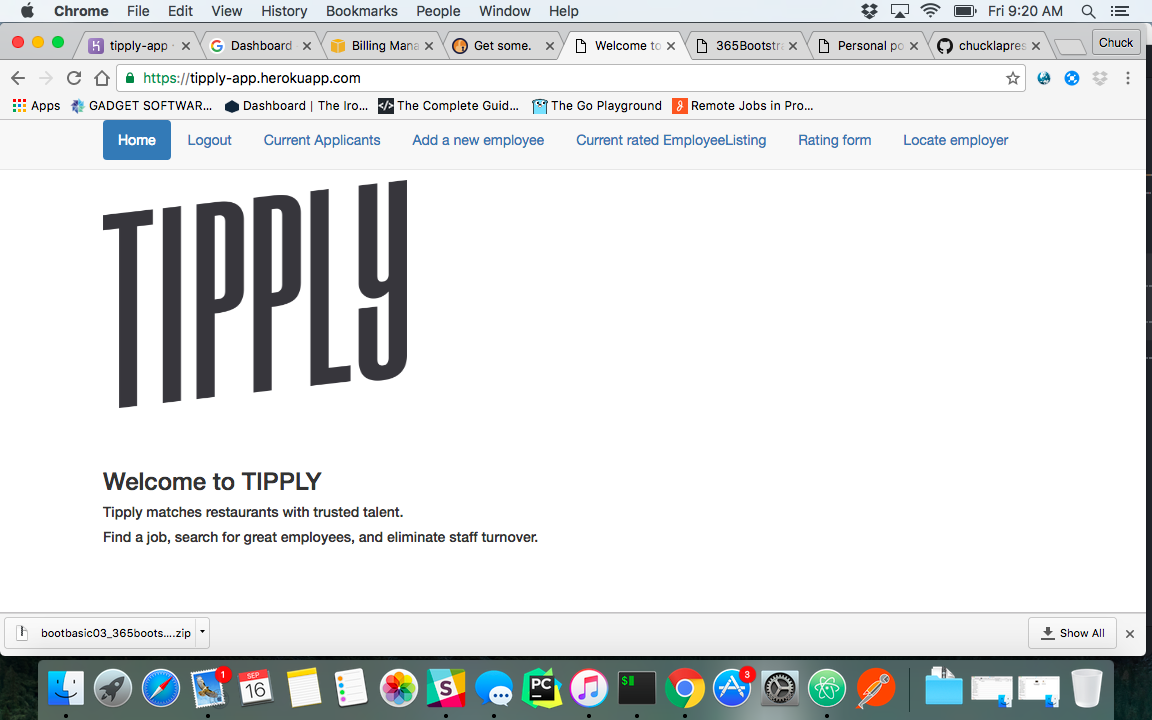 Chrome File Edit View History Bookmarks People Window Help Fri 9:20 AM
tipply-app Dashboard Billing Mana Get some. Welcome to 365Bootstra Personal po chucklapres Chuck
https://tipply-app.herokuapp.com
Apps GADGET SOFTWAR... Dashboard | The Iro... The Complete Guid... The Go Playground Remote Jobs in Pro...
Home Logout Current Applicants Add a new employee Current rated EmployeeListing Rating form Locate employer
TIPPLY
Welcome to TIPPLY
Tipply matches restaurants with trusted talent.
Find a job, search for great employees, and eliminate staff turnover.
bootbasic03_365boots....zip Show All
1 SEP 16 PC $ 3